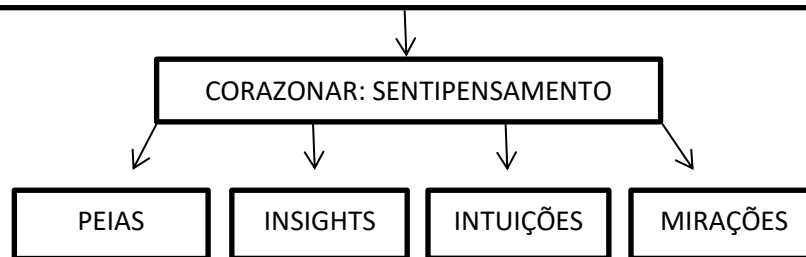 CORAZONAR: SENTIPENSAMENTO
PEIAS
INSIGHTS
INTUIÇÕES
MIRAÇÕES